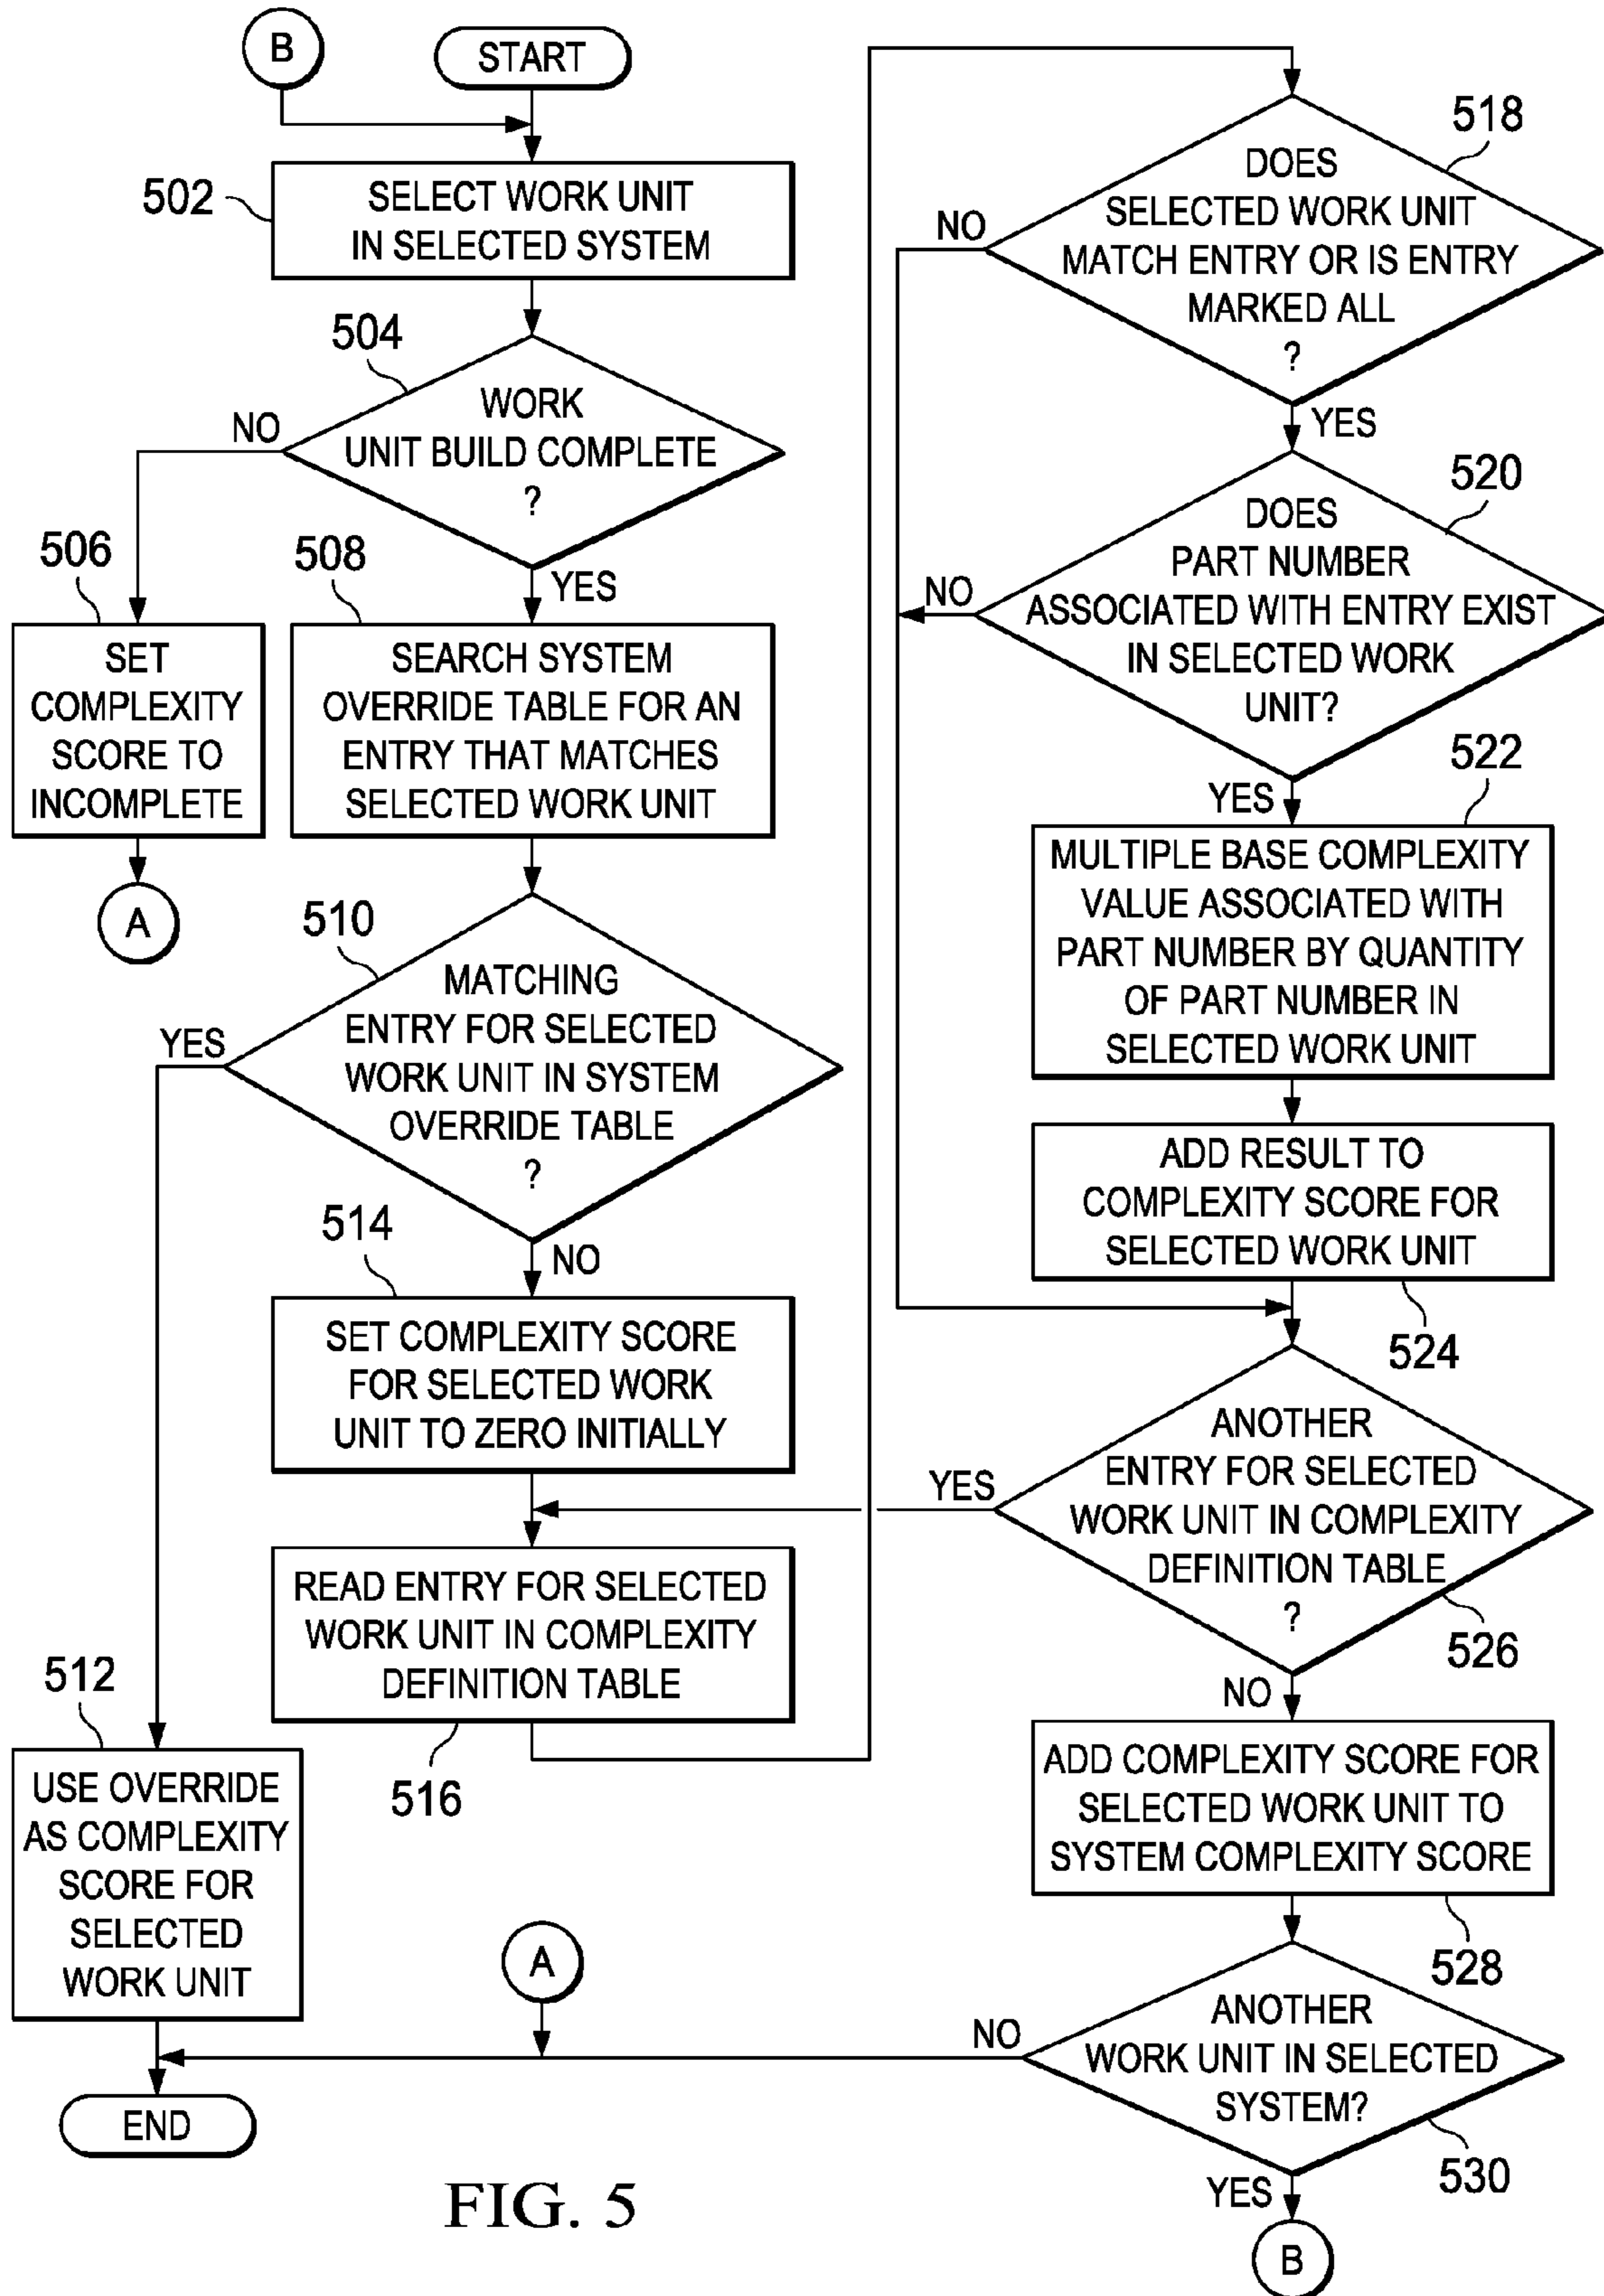 B
START
502
SELECT WORK UNIT
IN SELECTED SYSTEM
504
WORK
UNIT BUILD COMPLETE
?
NO
YES
506
SET
COMPLEXITY
SCORE TO
INCOMPLETE
A
508
SEARCH SYSTEM
OVERRIDE TABLE FOR AN
ENTRY THAT MATCHES
SELECTED WORK UNIT
510
MATCHING
ENTRY FOR SELECTED
WORK UNIT IN SYSTEM
OVERRIDE TABLE
?
YES
NO
514
SET COMPLEXITY SCORE
FOR SELECTED WORK
UNIT TO ZERO INITIALLY
READ ENTRY FOR SELECTED
WORK UNIT IN COMPLEXITY
DEFINITION TABLE
516
512
USE OVERRIDE
AS COMPLEXITY
SCORE FOR
SELECTED
WORK UNIT
A
END
518
DOES
SELECTED WORK UNIT
MATCH ENTRY OR IS ENTRY
MARKED ALL
?
NO
YES
520
DOES
PART NUMBER
ASSOCIATED WITH ENTRY EXIST
IN SELECTED WORK
UNIT?
NO
YES
522
MULTIPLE BASE COMPLEXITY
VALUE ASSOCIATED WITH
PART NUMBER BY QUANTITY
OF PART NUMBER IN
SELECTED WORK UNIT
ADD RESULT TO
COMPLEXITY SCORE FOR
SELECTED WORK UNIT
524
ANOTHER
ENTRY FOR SELECTED
WORK UNIT IN COMPLEXITY
DEFINITION TABLE
?
YES
526
NO
ADD COMPLEXITY SCORE FOR
SELECTED WORK UNIT TO
SYSTEM COMPLEXITY SCORE
528
ANOTHER
WORK UNIT IN SELECTED
SYSTEM?
NO
530
YES
B
FIG. 5